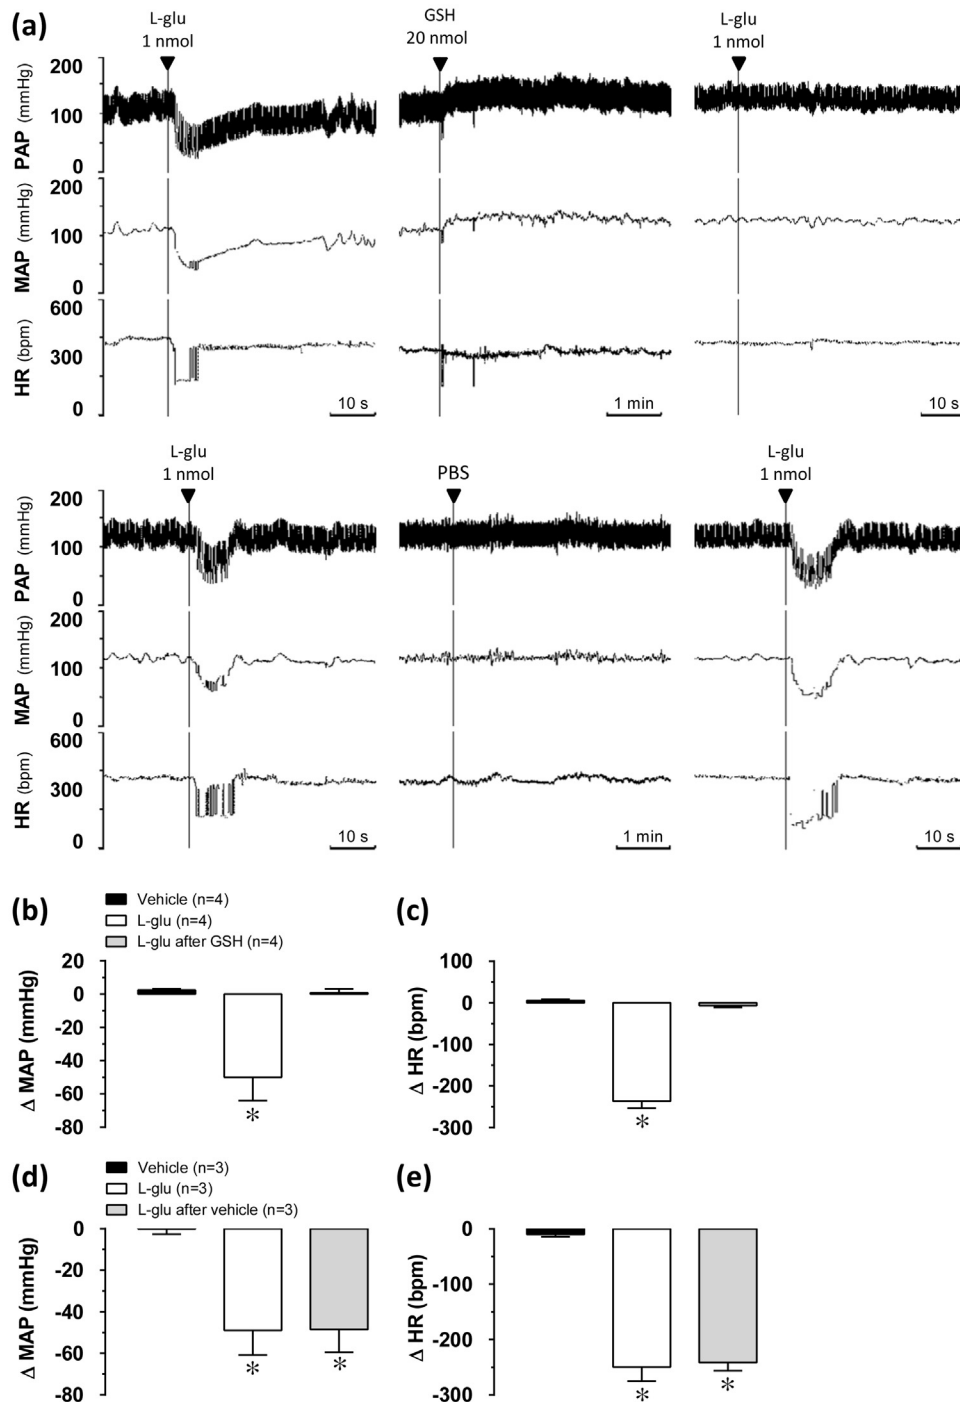 (a)
L-glu
1 nmol
GSH
20 nmol
L-glu
1 nmol
200
100
0
PAP (mmHg)
200
100
0
MAP (mmHg)
600
300
0
HR (bpm)
10 s
1 min
10 s
L-glu
1 nmol
PBS
L-glu
1 nmol
200
100
0
PAP (mmHg)
200
100
0
MAP (mmHg)
600
300
0
HR (bpm)
10 s
1 min
10 s
(b)
Vehicle (n=4)
L-glu (n=4)
L-glu after GSH (n=4)
20
0
-20
-40
-60
-80
Δ MAP (mmHg)
*
(c)
100
0
-100
-200
-300
Δ HR (bpm)
*
(d)
Vehicle (n=3)
L-glu (n=3)
L-glu after vehicle (n=3)
0
-20
-40
-60
-80
Δ MAP (mmHg)
* *
(e)
0
-100
-200
-300
Δ HR (bpm)
* *